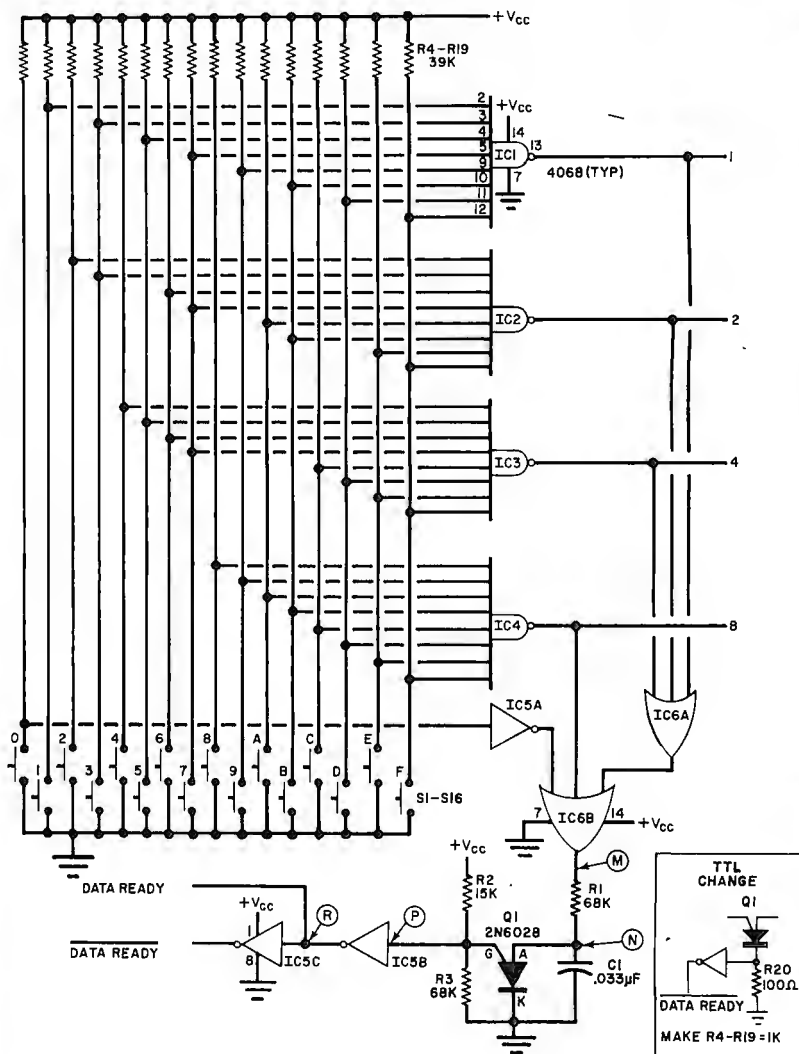 +VCC
R4-R19
39K
2
3
4
5
9
10
11
12
+VCC
14
IC1
13
7
4068(TYP)
1
IC2
2
IC3
4
IC4
8
IC5A
IC6A
0
1
2
3
4
5
6
7
8
9
A
B
C
D
E
F
S1-S16
7
IC6B
14
+VCC
M
R1
68K
N
C1
.033µF
+VCC
R2
15K
Q1
2N6028
G
A
K
R3
68K
P
IC5B
R
DATA READY
+VCC
1
8
IC5C
DATA READY
TTL
CHANGE
Q1
R20
100Ω
DATA READY
MAKE R4-R19=1K